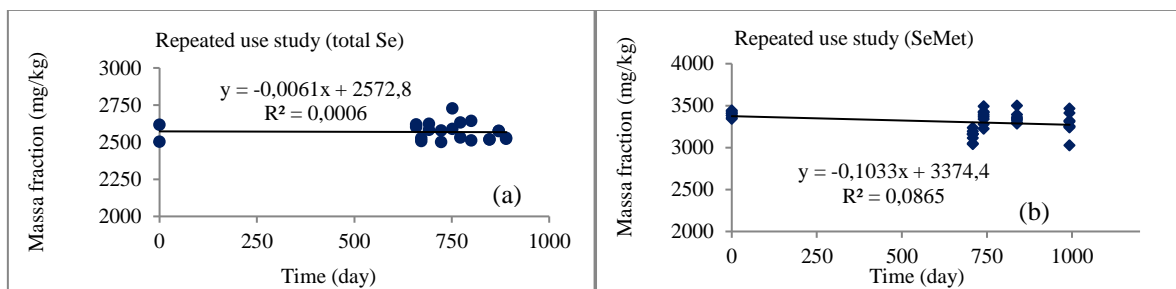 Repeated use study (total Se)
Massa fraction (mg/kg)
3000
2750
2500
2250
2000
y = -0,0061x + 2572,8
R² = 0,0006
(a)
0
250
500
750
1000
Time (day)
Repeated use study (SeMet)
Massa fraction (mg/kg)
4000
3500
3000
2500
2000
y = -0,1033x + 3374,4
R² = 0,0865
(b)
0
250
500
750
1000
Time (day)